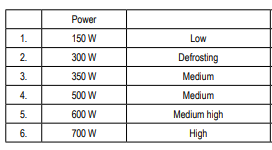 Power
1. 150 W Low
2. 300 W Defrosting
3. 350 W Medium
4. 500 W Medium
5. 600 W Medium high
6. 700 W High